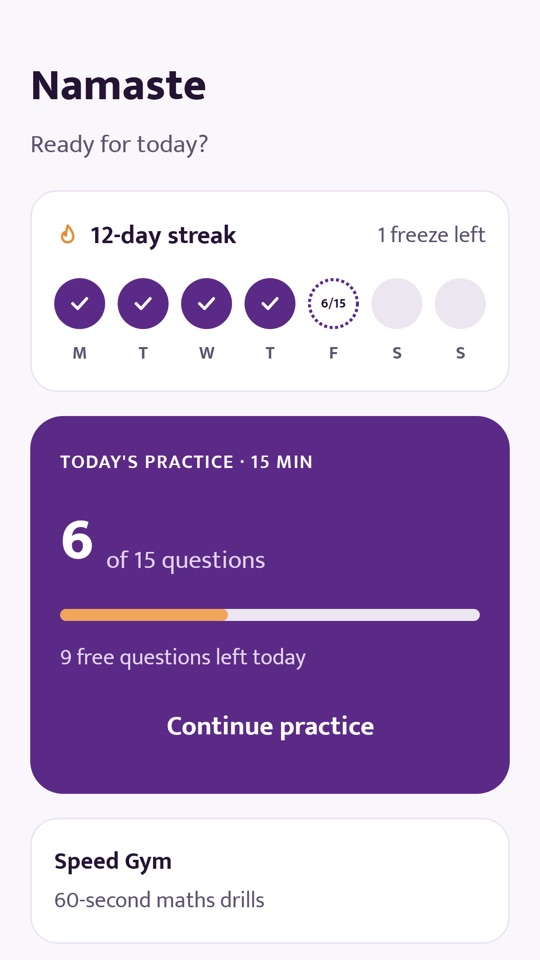 Namaste
Ready for today?
12-day streak
1 freeze left
6/15
M T W T F S S
TODAY'S PRACTICE · 15 MIN
6 of 15 questions
9 free questions left today
Continue practice
Speed Gym
60-second maths drills